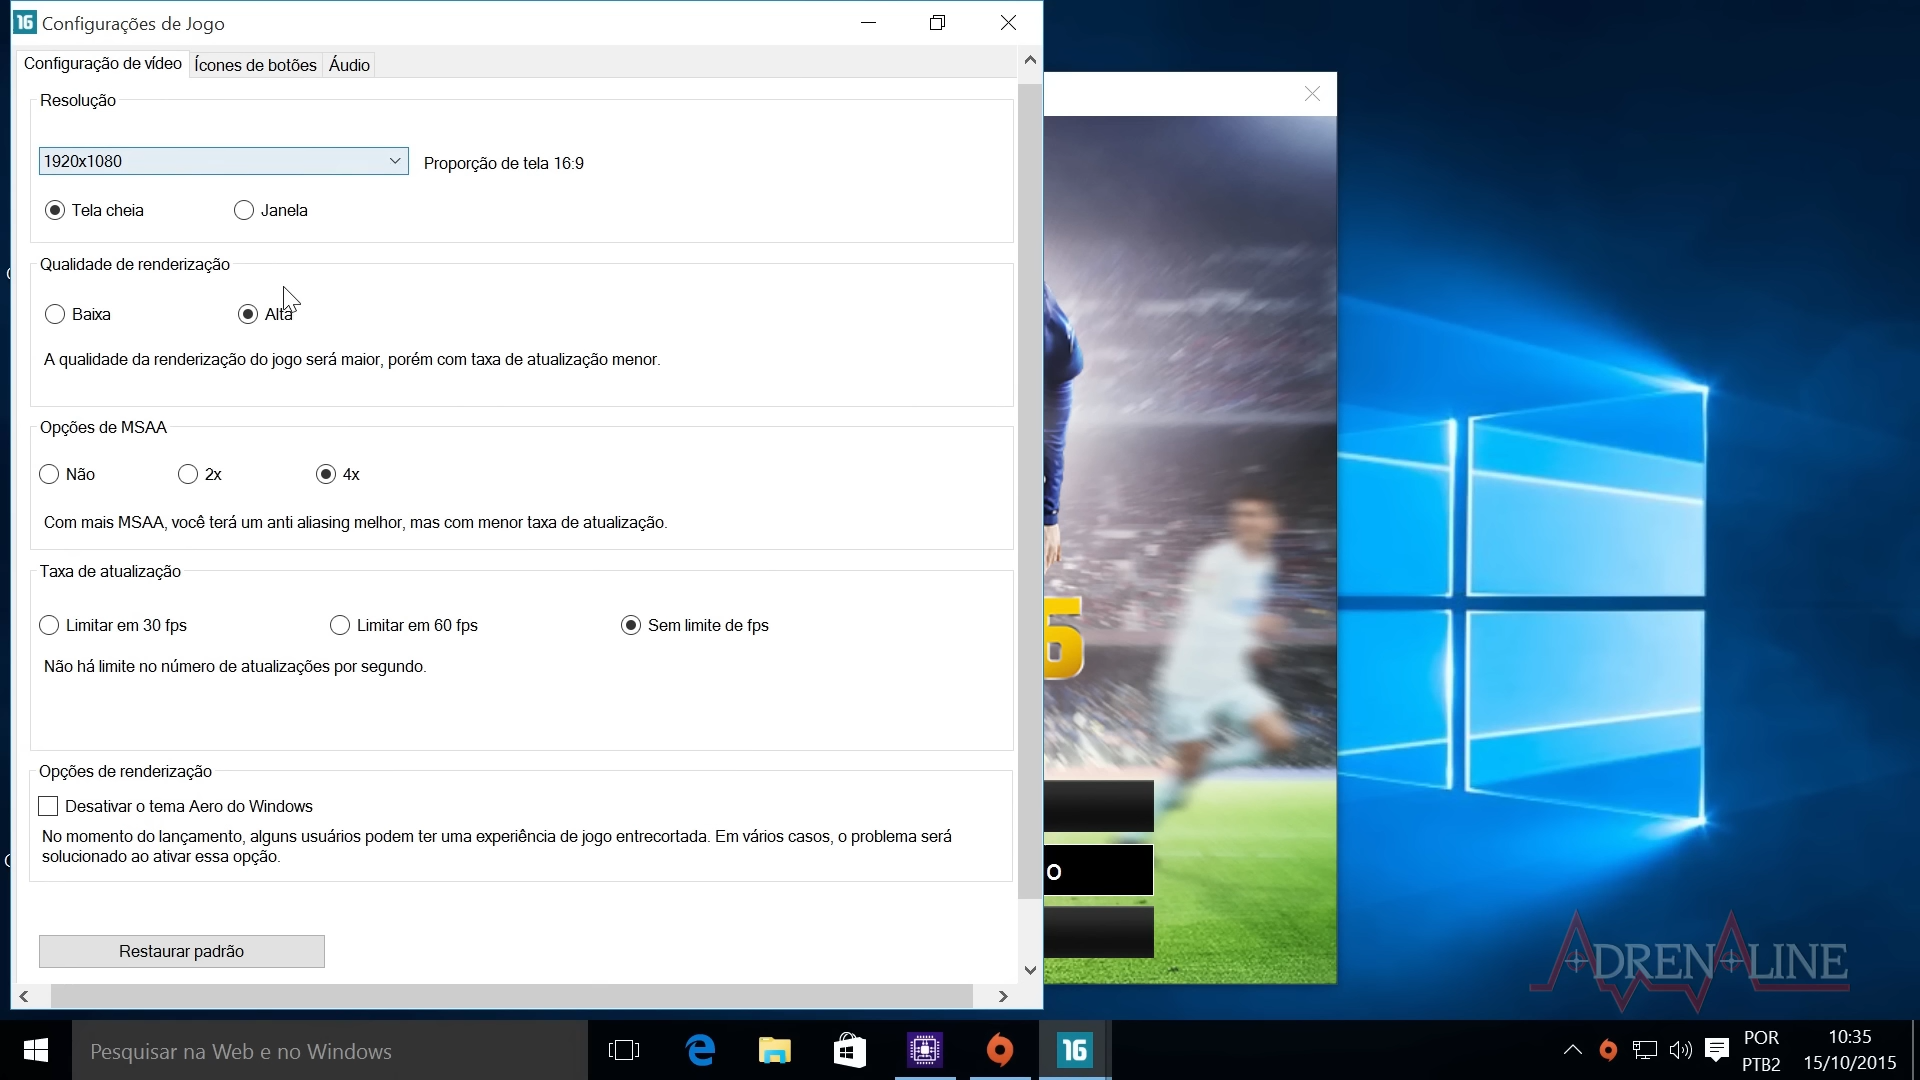 16 Configurações de Jogo
Configuração de vídeo Ícones de botões Áudio
Resolução
1920x1080 Proporção de tela 16:9
Tela cheia Janela
Qualidade de renderização
Baixa Alta
A qualidade da renderização do jogo será maior, porém com taxa de atualização menor.
Opções de MSAA
Não 2x 4x
Com mais MSAA, você terá um anti aliasing melhor, mas com menor taxa de atualização.
Taxa de atualização
Limitar em 30 fps Limitar em 60 fps Sem limite de fps
Não há limite no número de atualizações por segundo.
Opções de renderização
Desativar o tema Aero do Windows
No momento do lançamento, alguns usuários podem ter uma experiência de jogo entrecortada. Em vários casos, o problema será
solucionado ao ativar essa opção.
Restaurar padrão
O
ADRENALINE
Pesquisar na Web e no Windows
16
POR
PTB2
10:35
15/10/2015